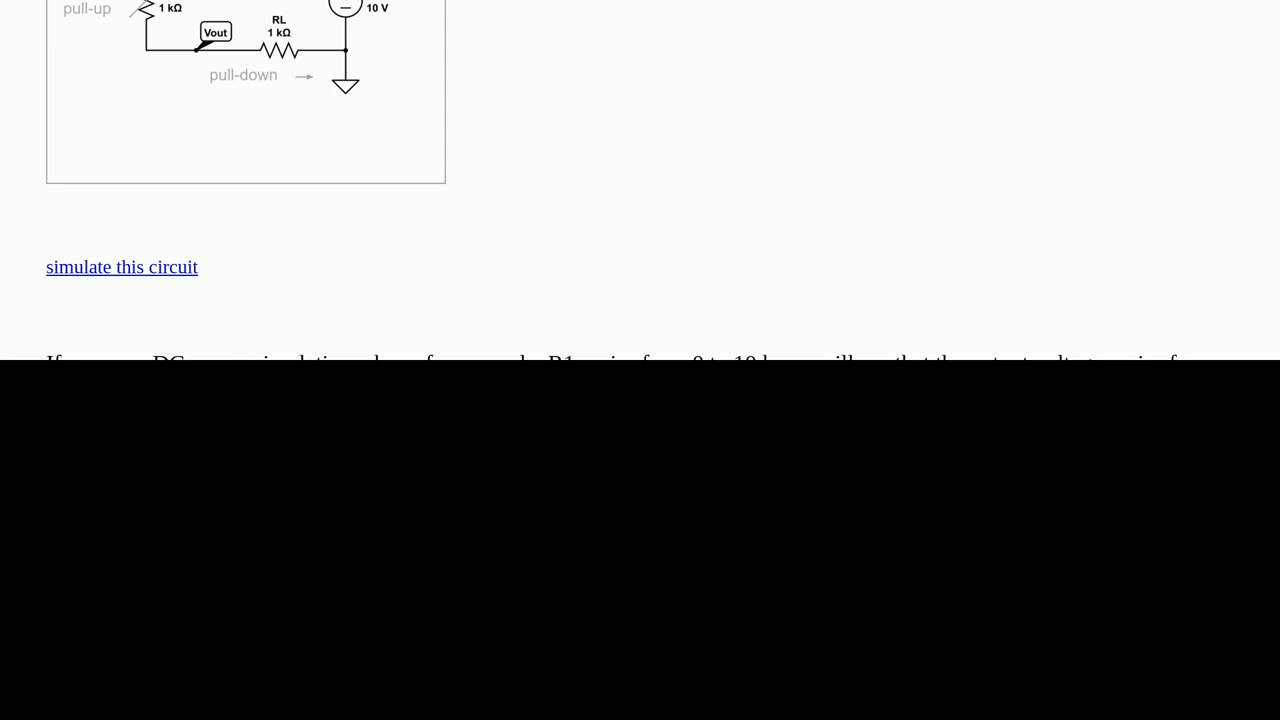 pull-up
1 kΩ
10 V
RL
1 kΩ
Vout
pull-down
simulate this circuit